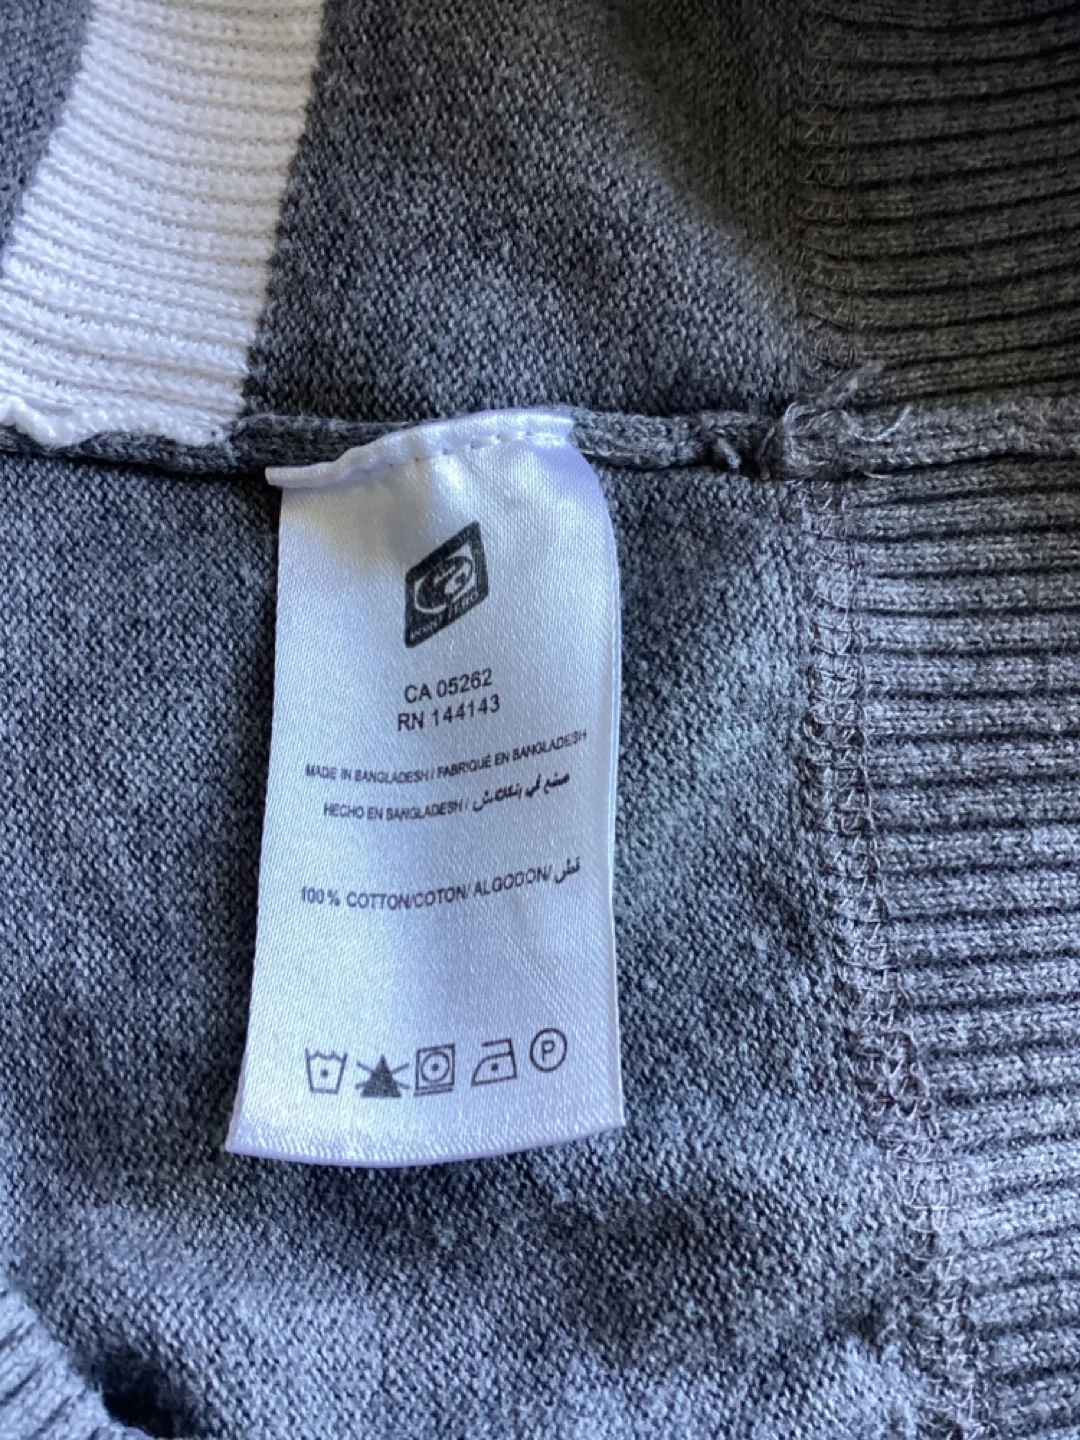 CA 05262
RN 144143
MADE IN BANGLADESH / FABRIQUÉ EN BANGLADESH
HECHO EN BANGLADESH / صنع في بنغلادش
100% COTTON/COTON/ ALGODON/ قطن
P